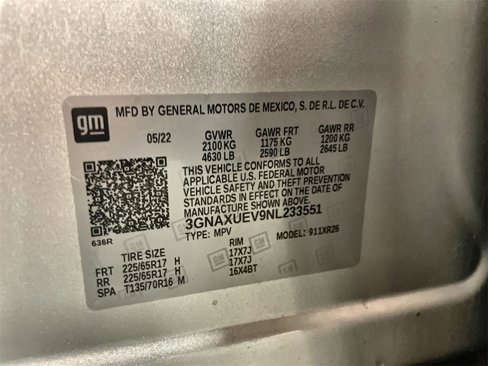 gm MFD BY GENERAL MOTORS DE MEXICO, S. DE R.L. DE C.V.
05/22 GVWR GAWR FRT GAWR RR
2100 KG 1175 KG 1200 KG
4630 LB 2590 LB 2645 LB
THIS VEHICLE CONFORMS TO ALL
APPLICABLE U.S. FEDERAL MOTOR
VEHICLE SAFETY AND THEFT PREVENTION
STANDARDS IN EFFECT ON THE DATE OF
MANUFACTURE SHOWN ABOVE.
3GNAXUEV9NL233551
636R TYPE: MPV MODEL: 911XR26
TIRE SIZE RIM
FRT 225/65R17 H 17X7J
RR 225/65R17 H 17X7J
SPA T135/70R16 M 16X4BT